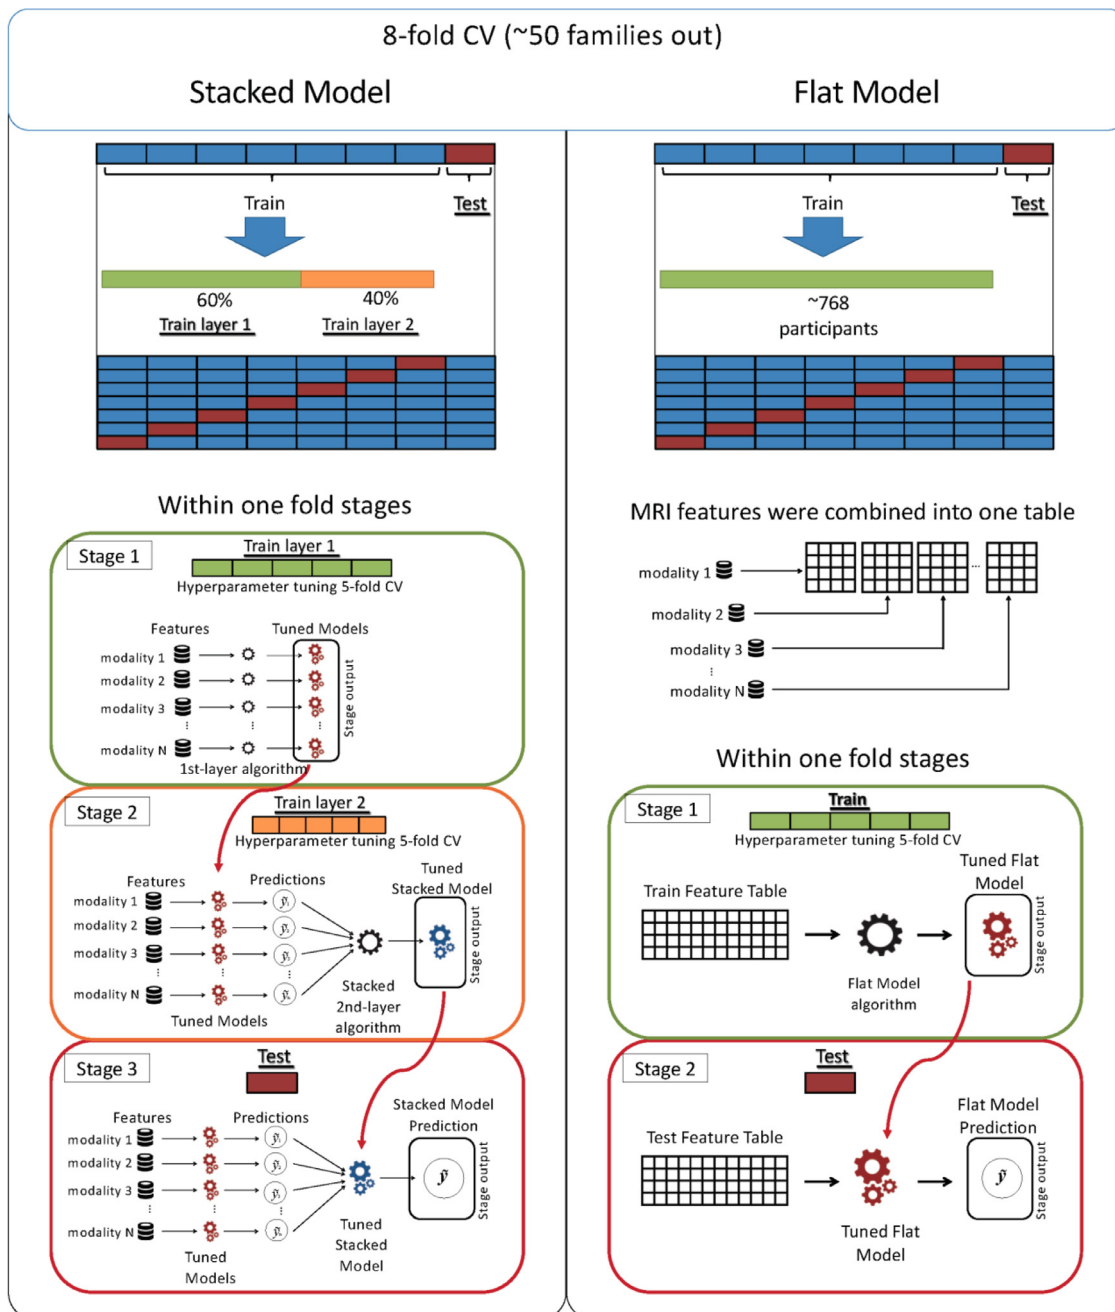 8-fold CV (~50 families out)
Stacked Model
Train
Test
60%
40%
Train layer 1
Train layer 2
Within one fold stages
Stage 1
Train layer 1
Hyperparameter tuning 5-fold CV
Features
Tuned Models
modality 1
modality 2
modality 3
⋮
modality N
1st-layer algorithm
Stage output
Stage 2
Train layer 2
Hyperparameter tuning 5-fold CV
Features
Predictions
Tuned
Stacked Model
modality 1
modality 2
modality 3
⋮
modality N
Tuned Models
Stacked
2nd-layer
algorithm
Stage output
Stage 3
Test
Features
Predictions
Stacked Model
Prediction
modality 1
modality 2
modality 3
⋮
modality N
Tuned
Models
Tuned
Stacked
Model
ỹ
Stage output
Flat Model
Train
Test
~768
participants
MRI features were combined into one table
modality 1
modality 2
modality 3
⋮
modality N
...
Within one fold stages
Stage 1
Train
Hyperparameter tuning 5-fold CV
Train Feature Table
Tuned Flat
Model
Flat Model
algorithm
Stage output
Stage 2
Test
Test Feature Table
Flat Model
Prediction
Tuned Flat
Model
ỹ
Stage output